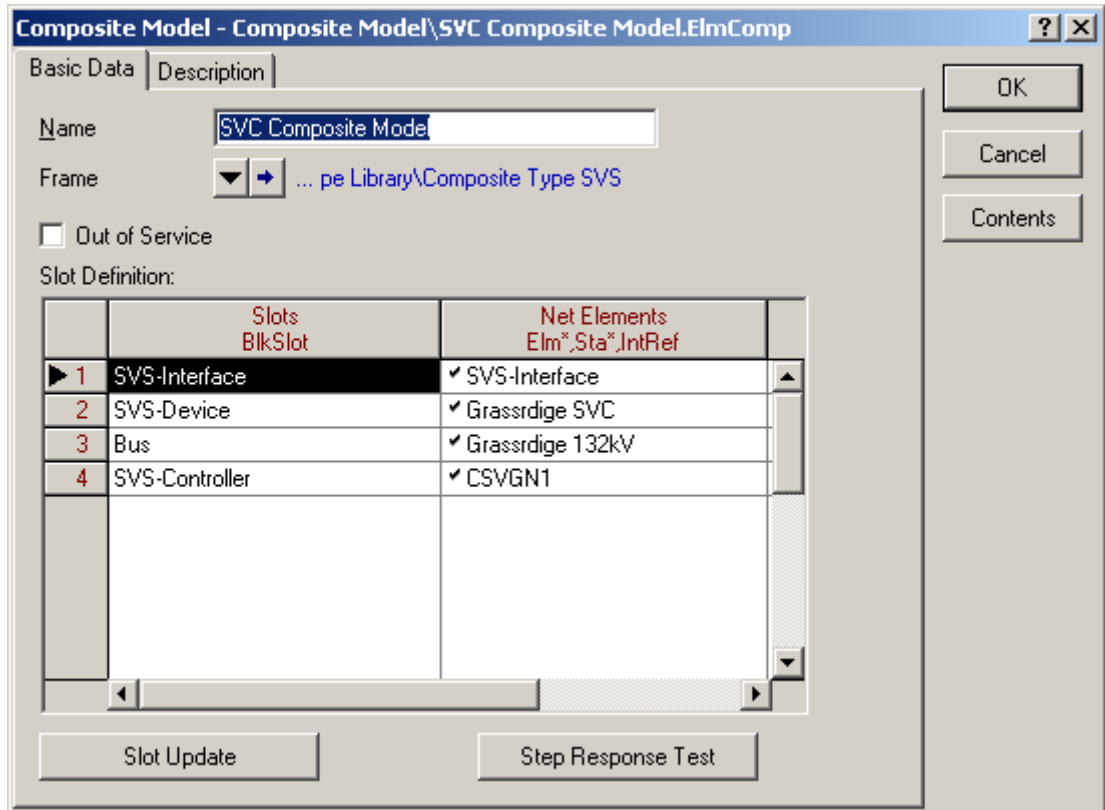 Composite Model - Composite Model\SVC Composite Model.ElmComp
Basic Data Description
OK
Name SVC Composite Model
Cancel
Frame ... pe Library\Composite Type SVS
Contents
Out of Service
Slot Definition:
Slots Net Elements
BlkSlot Elm*,Sta*,IntRef
1 SVS-Interface SVS-Interface
2 SVS-Device Grassrdige SVC
3 Bus Grassrdige 132kV
4 SVS-Controller CSVGN1
Slot Update Step Response Test